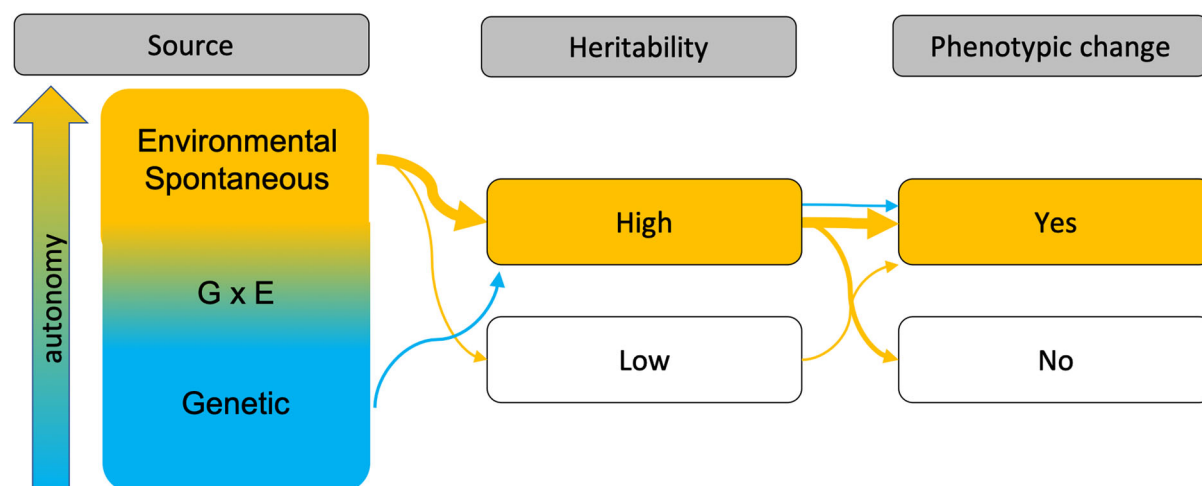 Source
Heritability
Phenotypic change
Environmental
Spontaneous
High
Yes
G x E
autonomy
Low
No
Genetic